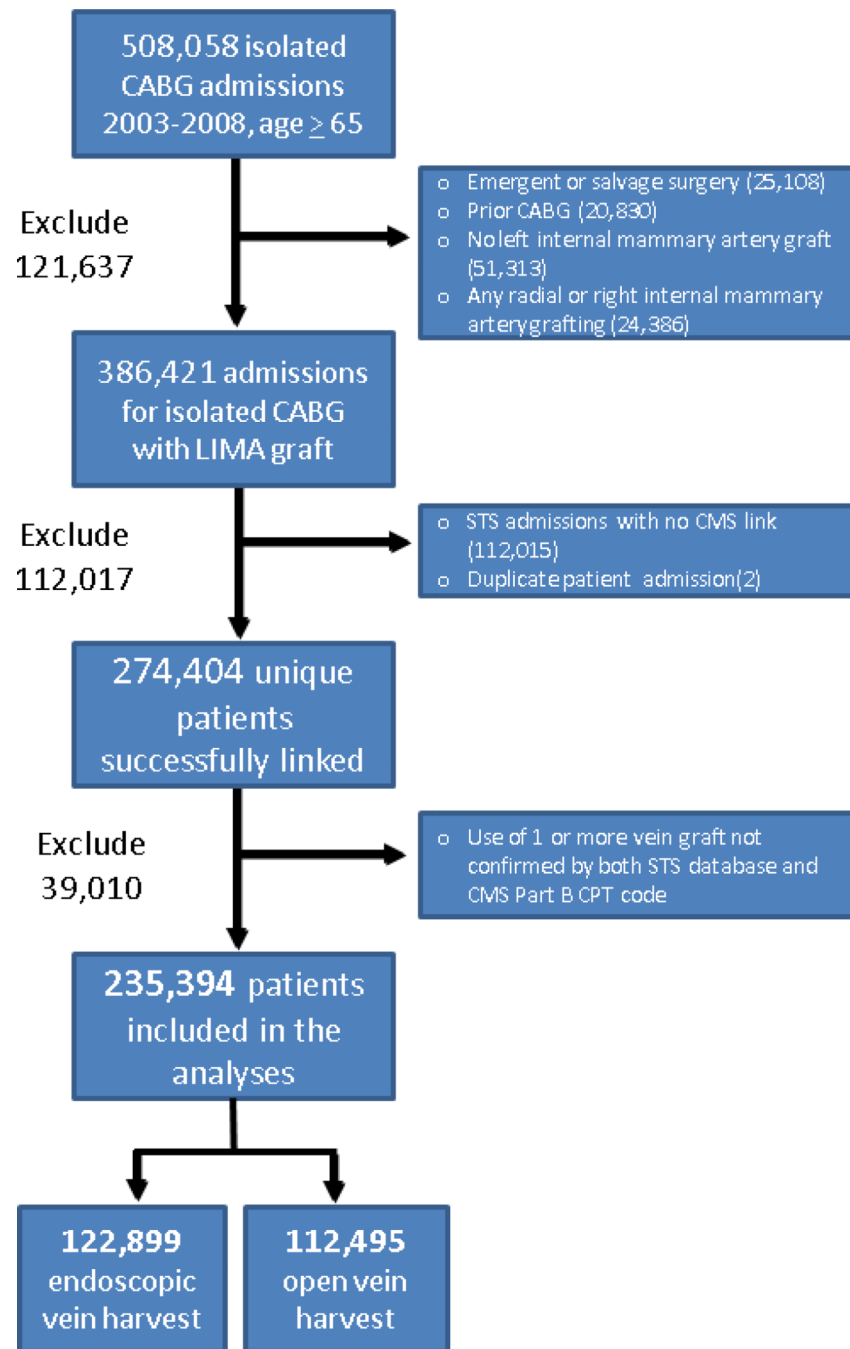 508,058 isolated
CABG admissions
2003-2008, age ≥ 65
Exclude
121,637
o Emergent or salvage surgery (25,108)
o Prior CABG (20,830)
o No left internal mammary artery graft
(51,313)
o Any radial or right internal mammary
artery grafting (24,386)
386,421 admissions
for isolated CABG
with LIMA graft
Exclude
112,017
o STS admissions with no CMS link
(112,015)
o Duplicate patient admission(2)
274,404 unique
patients
successfully linked
Exclude
39,010
o Use of 1 or more vein graft not
confirmed by both STS database and
CMS Part B CPT code
235,394 patients
included in the
analyses
122,899
endoscopic
vein harvest
112,495
open vein
harvest